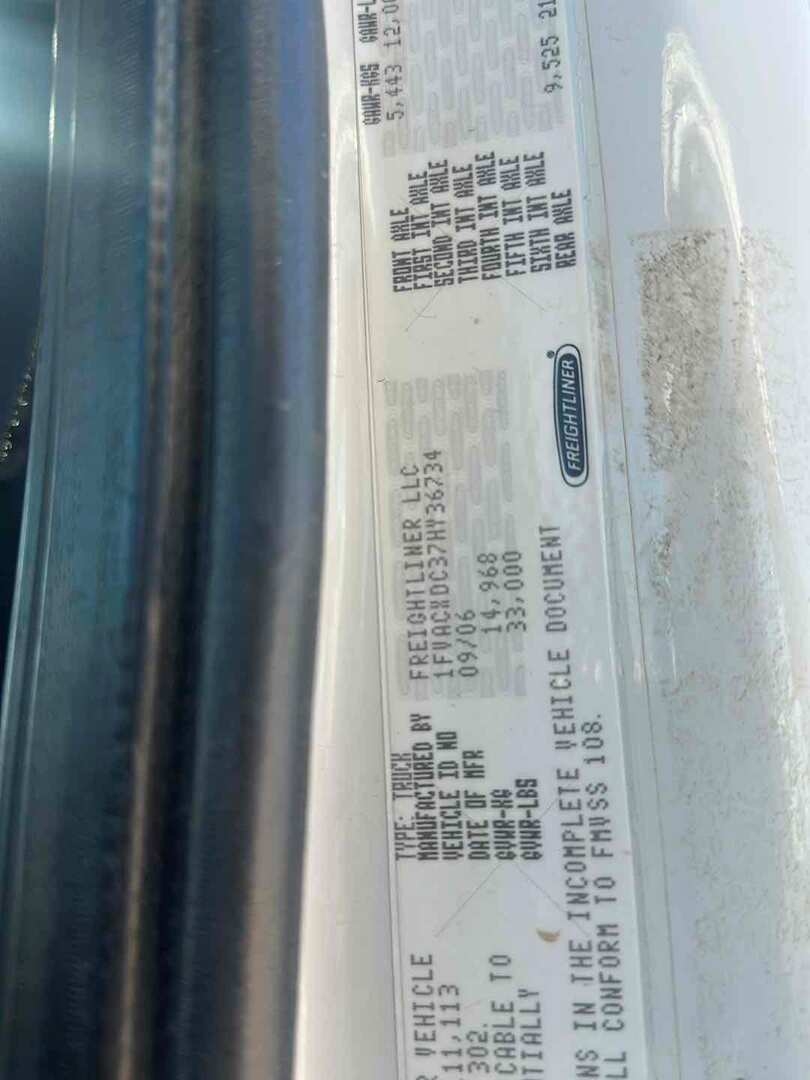 VEHICLE
11,113
302.
CABLE TO
TIALLY
TYPE: TRUCK
MANUFACTURED BY FREIGHTLINER LLC
VEHICLE ID NO 1FVACXDC37HY36734
DATE OF MFR 09/06
GVWR-KG 14,968
GVWR-LBS 33,000
NS IN THE INCOMPLETE VEHICLE DOCUMENT
LL CONFORM TO FMVSS 108.
FREIGHTLINER®
GAWR-KGS GAWR-L
FRONT AXLE 5,443 12,0
FIRST INT AXLE
SECOND INT AXLE
THIRD INT AXLE
FOURTH INT AXLE
FIFTH INT AXLE
SIXTH INT AXLE
REAR AXLE 9,525 21